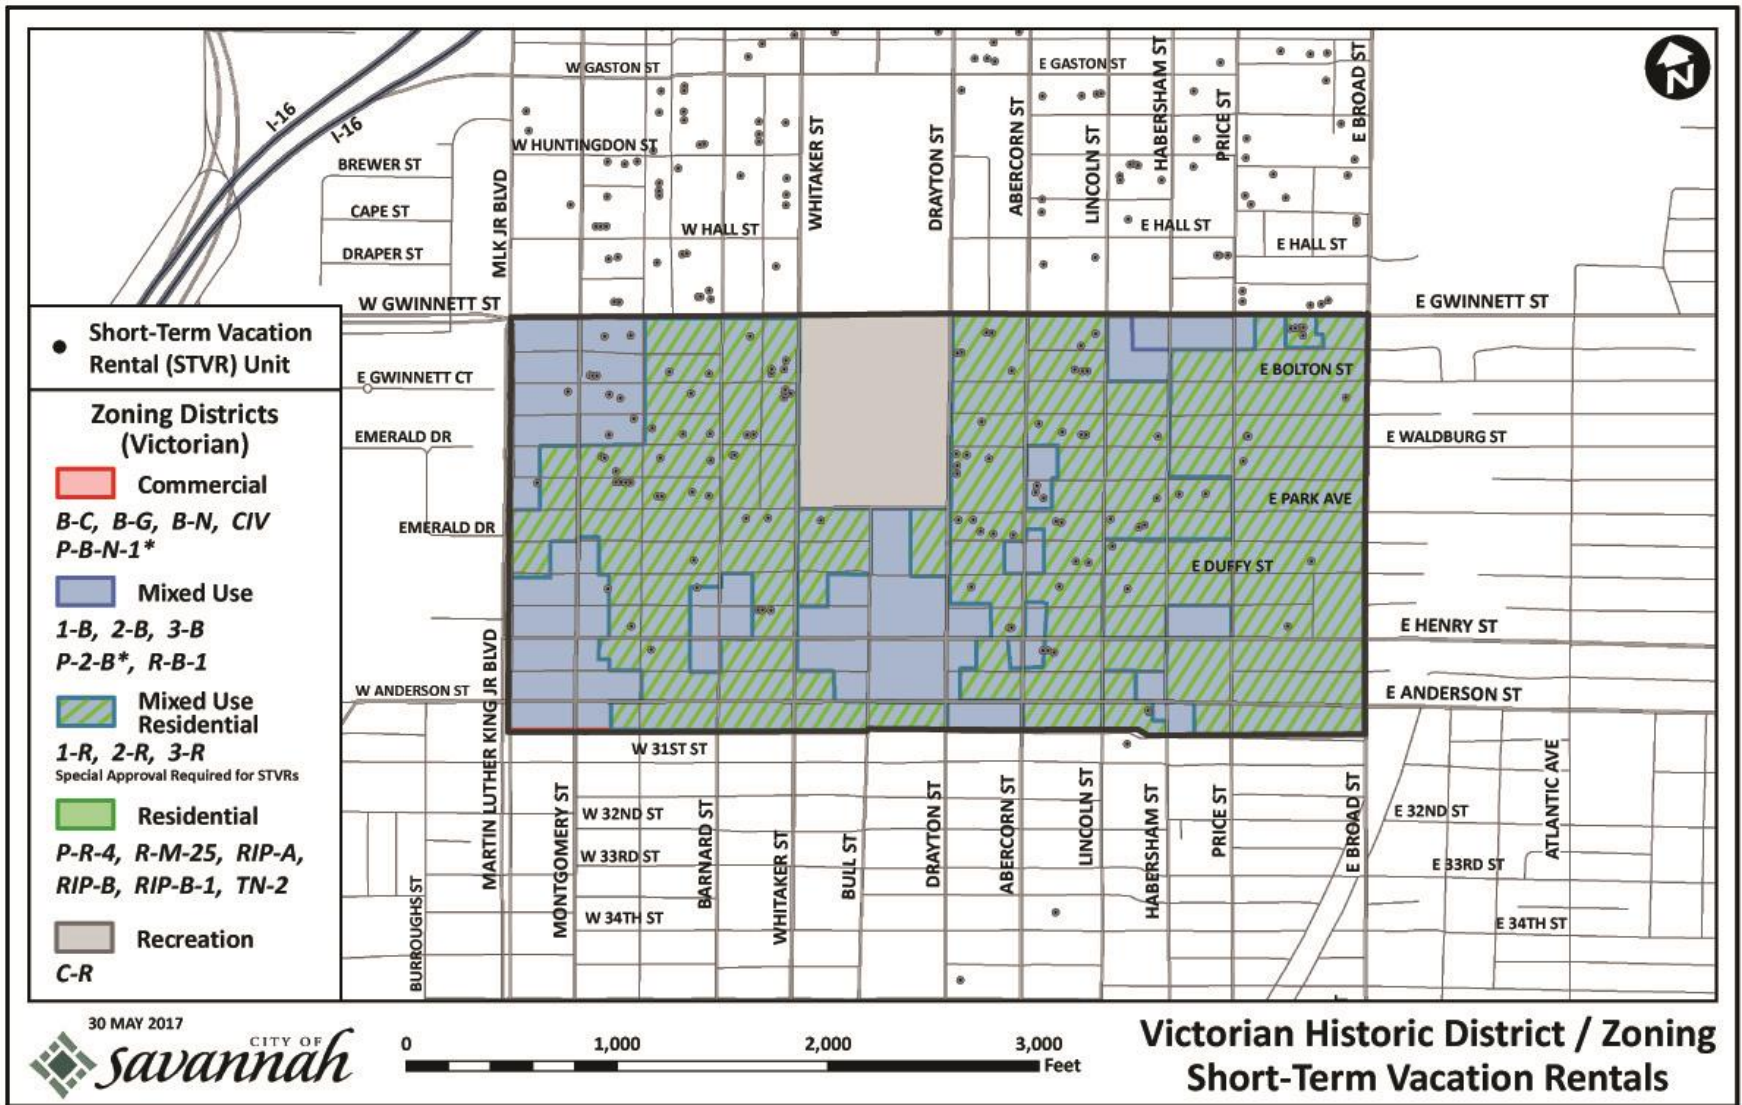 I-16
I-16
W GASTON ST
E GASTON ST
HABERSHAM ST
E BROAD ST
N
W HUNTINGDON ST
WHITAKER ST
DRAYTON ST
ABERCORN ST
LINCOLN ST
PRICE ST
BREWER ST
CAPE ST
DRAPER ST
MLK JR BLVD
W HALL ST
E HALL ST
E HALL ST
W GWINNETT ST
E GWINNETT ST
E GWINNETT CT
E BOLTON ST
EMERALD DR
E WALDBURG ST
E PARK AVE
EMERALD DR
E DUFFY ST
E HENRY ST
W ANDERSON ST
E ANDERSON ST
MARTIN LUTHER KING JR BLVD
W 31ST ST
MONTGOMERY ST
W 32ND ST
BARNARD ST
WHITAKER ST
BULL ST
DRAYTON ST
ABERCORN ST
LINCOLN ST
HABERSHAM ST
PRICE ST
E BROAD ST
E 32ND ST
ATLANTIC AVE
W 33RD ST
E 33RD ST
BURROUGHS ST
W 34TH ST
E 34TH ST
Short-Term Vacation
Rental (STVR) Unit
Zoning Districts
(Victorian)
Commercial
B-C, B-G, B-N, CIV
P-B-N-1*
Mixed Use
1-B, 2-B, 3-B
P-2-B*, R-B-1
Mixed Use
Residential
1-R, 2-R, 3-R
Special Approval Required for STVRs
Residential
P-R-4, R-M-25, RIP-A,
RIP-B, RIP-B-1, TN-2
Recreation
C-R
30 MAY 2017
CITY OF
savannah
0 1,000 2,000 3,000
Feet
Victorian Historic District / Zoning
Short-Term Vacation Rentals